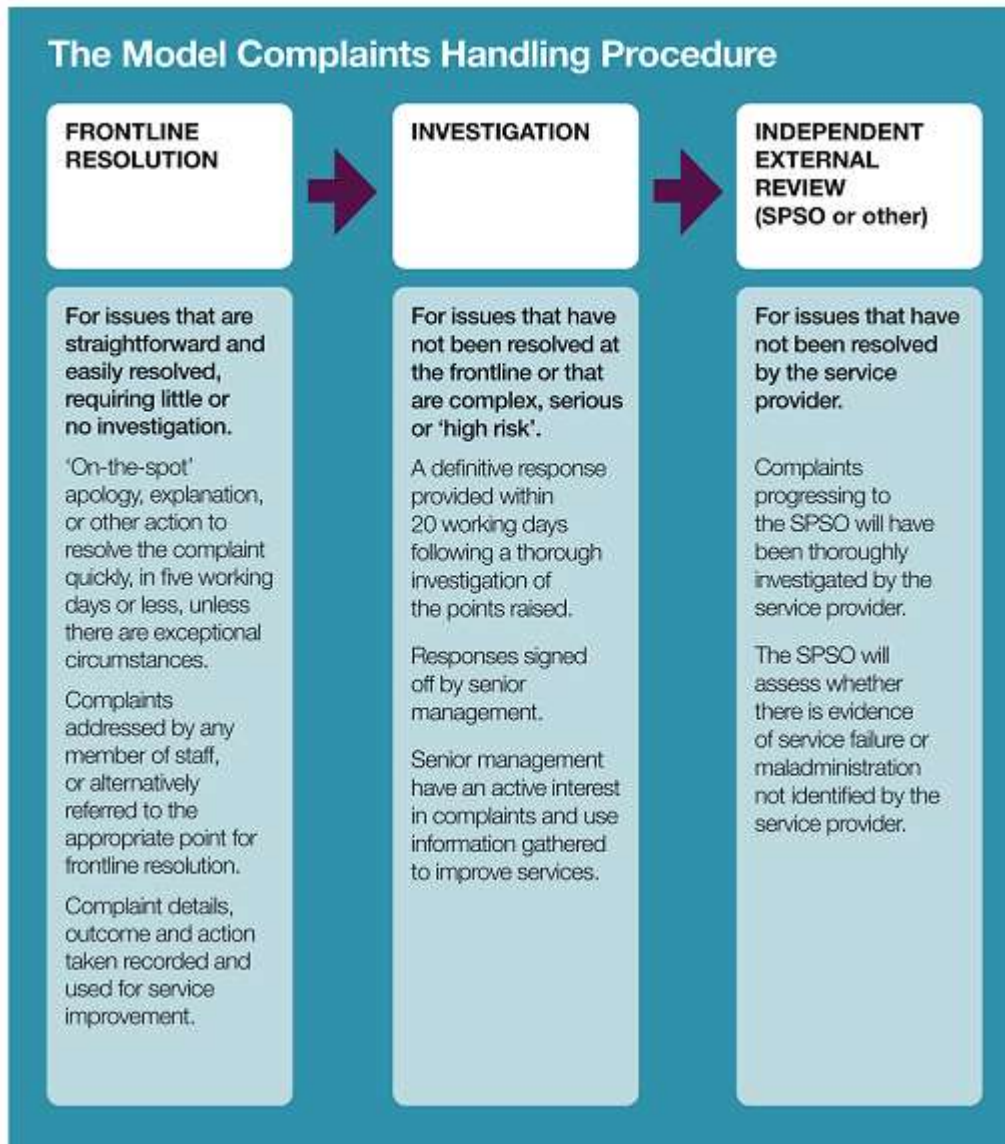 The Model Complaints Handling Procedure
FRONTLINE
RESOLUTION
For issues that are
straightforward and
easily resolved,
requiring little or
no investigation.
‘On-the-spot’
apology, explanation,
or other action to
resolve the complaint
quickly, in five working
days or less, unless
there are exceptional
circumstances.
Complaints
addressed by any
member of staff,
or alternatively
referred to the
appropriate point for
frontline resolution.
Complaint details,
outcome and action
taken recorded and
used for service
improvement.
INVESTIGATION
For issues that have
not been resolved at
the frontline or that
are complex, serious
or ‘high risk’.
A definitive response
provided within
20 working days
following a thorough
investigation of
the points raised.
Responses signed
off by senior
management.
Senior management
have an active interest
in complaints and use
information gathered
to improve services.
INDEPENDENT
EXTERNAL
REVIEW
(SPSO or other)
For issues that have
not been resolved
by the service
provider.
Complaints
progressing to
the SPSO will have
been thoroughly
investigated by the
service provider.
The SPSO will
assess whether
there is evidence
of service failure or
maladministration
not identified by the
service provider.